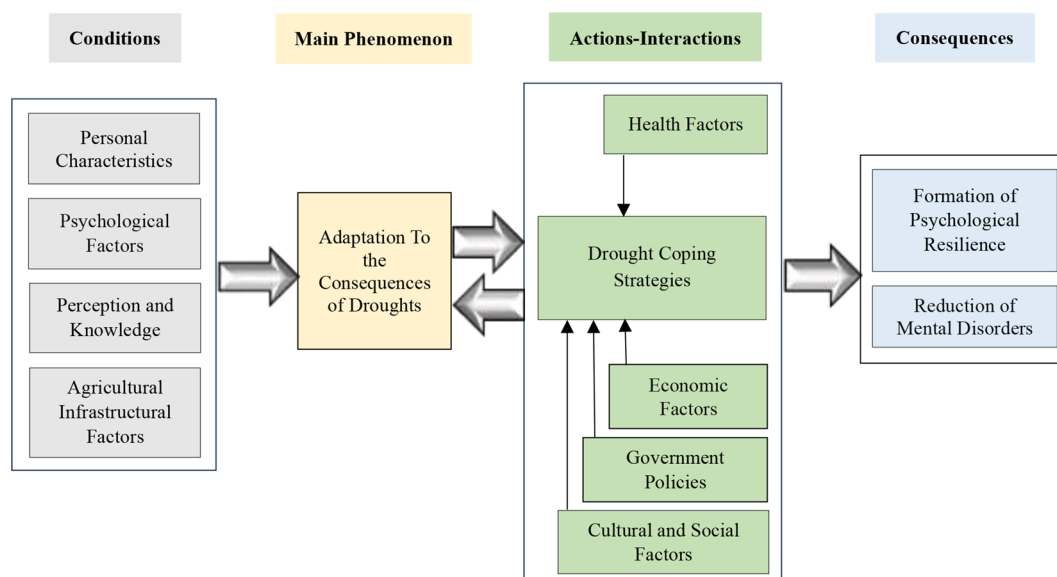 Conditions
Main Phenomenon
Actions-Interactions
Consequences
Personal
Characteristics
Psychological
Factors
Perception and
Knowledge
Agricultural
Infrastructural
Factors
Adaptation To
the
Consequences
of Droughts
Health Factors
Drought Coping
Strategies
Economic
Factors
Government
Policies
Cultural and Social
Factors
Formation of
Psychological
Resilience
Reduction of
Mental Disorders